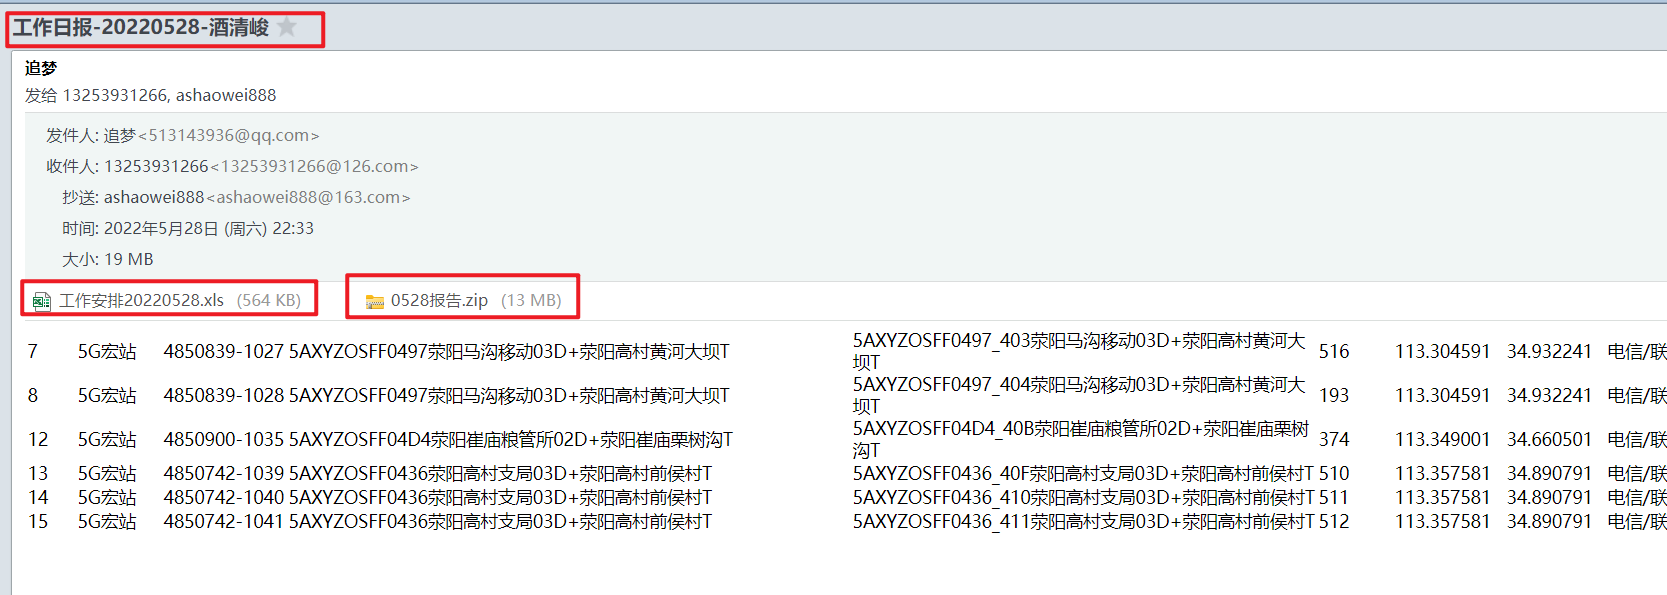 工作日报-20220528-酒清峻
追梦
发给 13253931266, ashaowei888
发件人: 追梦<513143936@qq.com>
收件人: 13253931266<13253931266@126.com>
抄送: ashaowei888<ashaowei888@163.com>
时间: 2022年5月28日 (周六) 22:33
大小: 19 MB
工作安排20220528.xls (564 KB) 0528报告.zip (13 MB)
7 5G宏站 4850839-1027 5AXYZOSFF0497荥阳马沟移动03D+荥阳高村黄河大坝T 5AXYZOSFF0497_403荥阳马沟移动03D+荥阳高村黄河大 516 113.304591 34.932241 电信/联
坝T
8 5G宏站 4850839-1028 5AXYZOSFF0497荥阳马沟移动03D+荥阳高村黄河大坝T 5AXYZOSFF0497_404荥阳马沟移动03D+荥阳高村黄河大 193 113.304591 34.932241 电信/联
坝T
12 5G宏站 4850900-1035 5AXYZOSFF04D4荥阳崔庙粮管所02D+荥阳崔庙栗树沟T 5AXYZOSFF04D4_40B荥阳崔庙粮管所02D+荥阳崔庙栗树 374 113.349001 34.660501 电信/联
沟T
13 5G宏站 4850742-1039 5AXYZOSFF0436荥阳高村支局03D+荥阳高村前侯村T 5AXYZOSFF0436_40F荥阳高村支局03D+荥阳高村前侯村T 510 113.357581 34.890791 电信/联
14 5G宏站 4850742-1040 5AXYZOSFF0436荥阳高村支局03D+荥阳高村前侯村T 5AXYZOSFF0436_410荥阳高村支局03D+荥阳高村前侯村T 511 113.357581 34.890791 电信/联
15 5G宏站 4850742-1041 5AXYZOSFF0436荥阳高村支局03D+荥阳高村前侯村T 5AXYZOSFF0436_411荥阳高村支局03D+荥阳高村前侯村T 512 113.357581 34.890791 电信/联